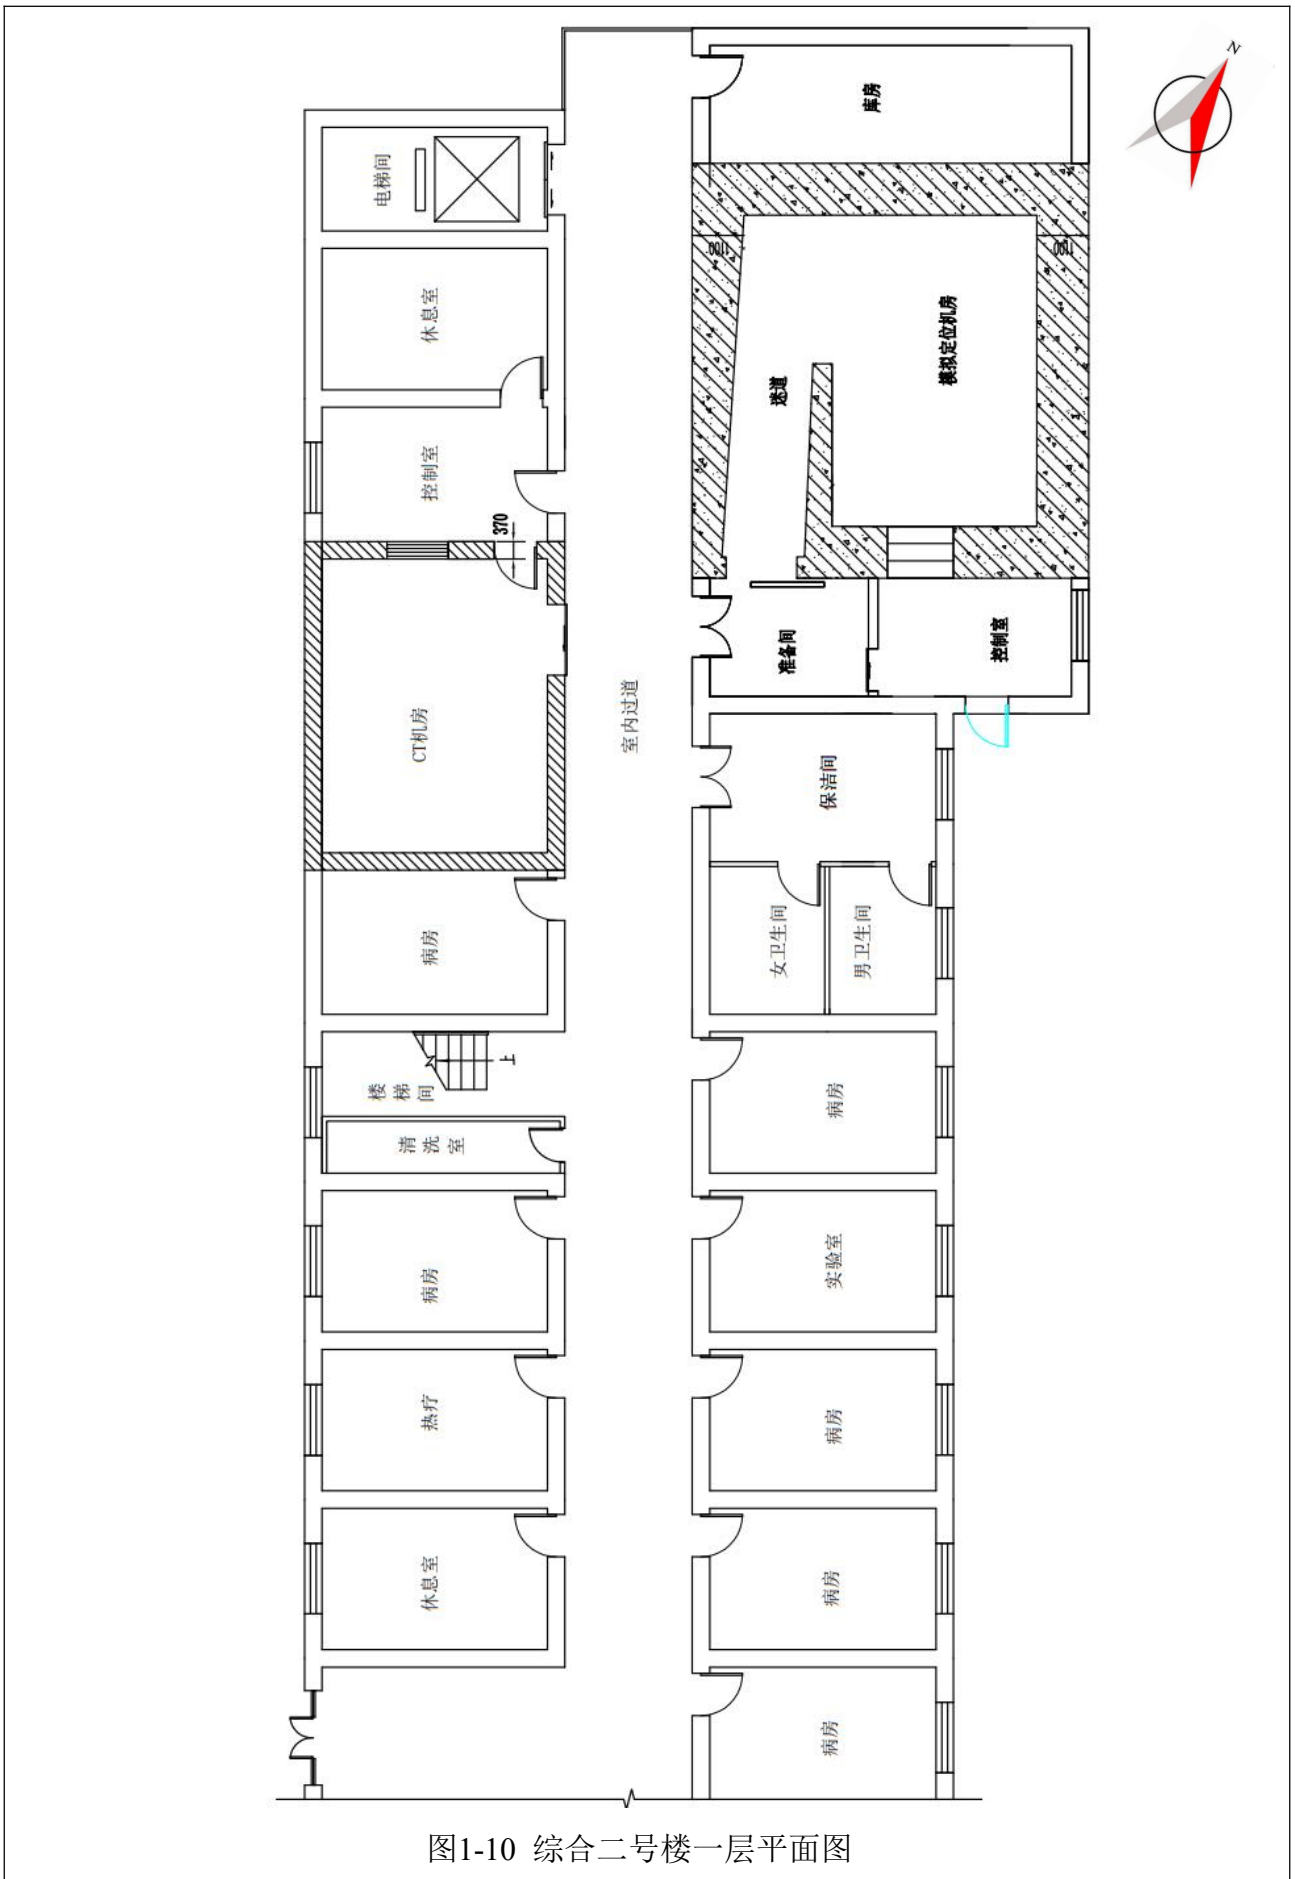 N
库房
电梯间
1100
1100
休息室
模拟定位机房
迷道
控制室
370
准备间
控制室
室内过道
CT机房
保洁间
女卫生间
男卫生间
病房
上
楼梯间
病房
清洗室
实验室
病房
热疗
病房
休息室
病房
病房
图1-10 综合二号楼一层平面图